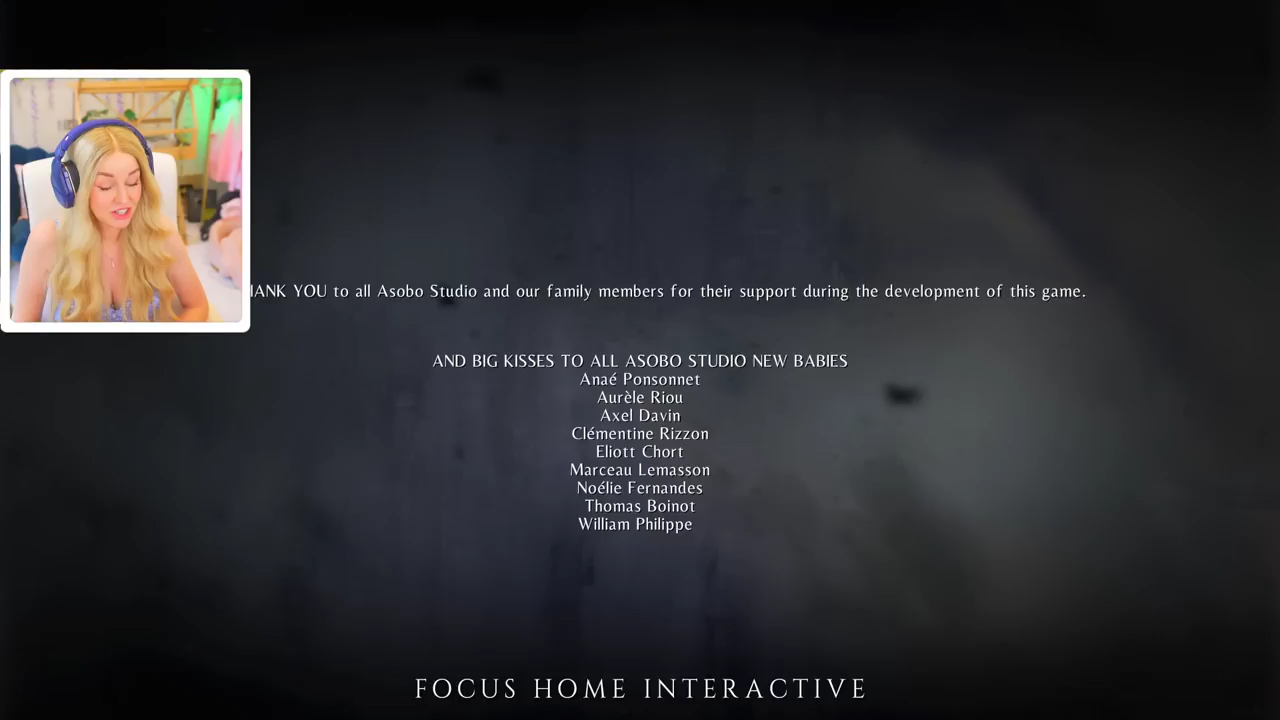 IANK YOU to all Asobo Studio and our family members for their support during the development of this game.
AND BIG KISSES TO ALL ASOBO STUDIO NEW BABIES
Anaé Ponsonnet
Aurèle Riou
Axel Davin
Clémentine Rizzon
Eliott Chort
Marceau Lemasson
Noélie Fernandes
Thomas Boinot
William Philippe
FOCUS HOME INTERACTIVE